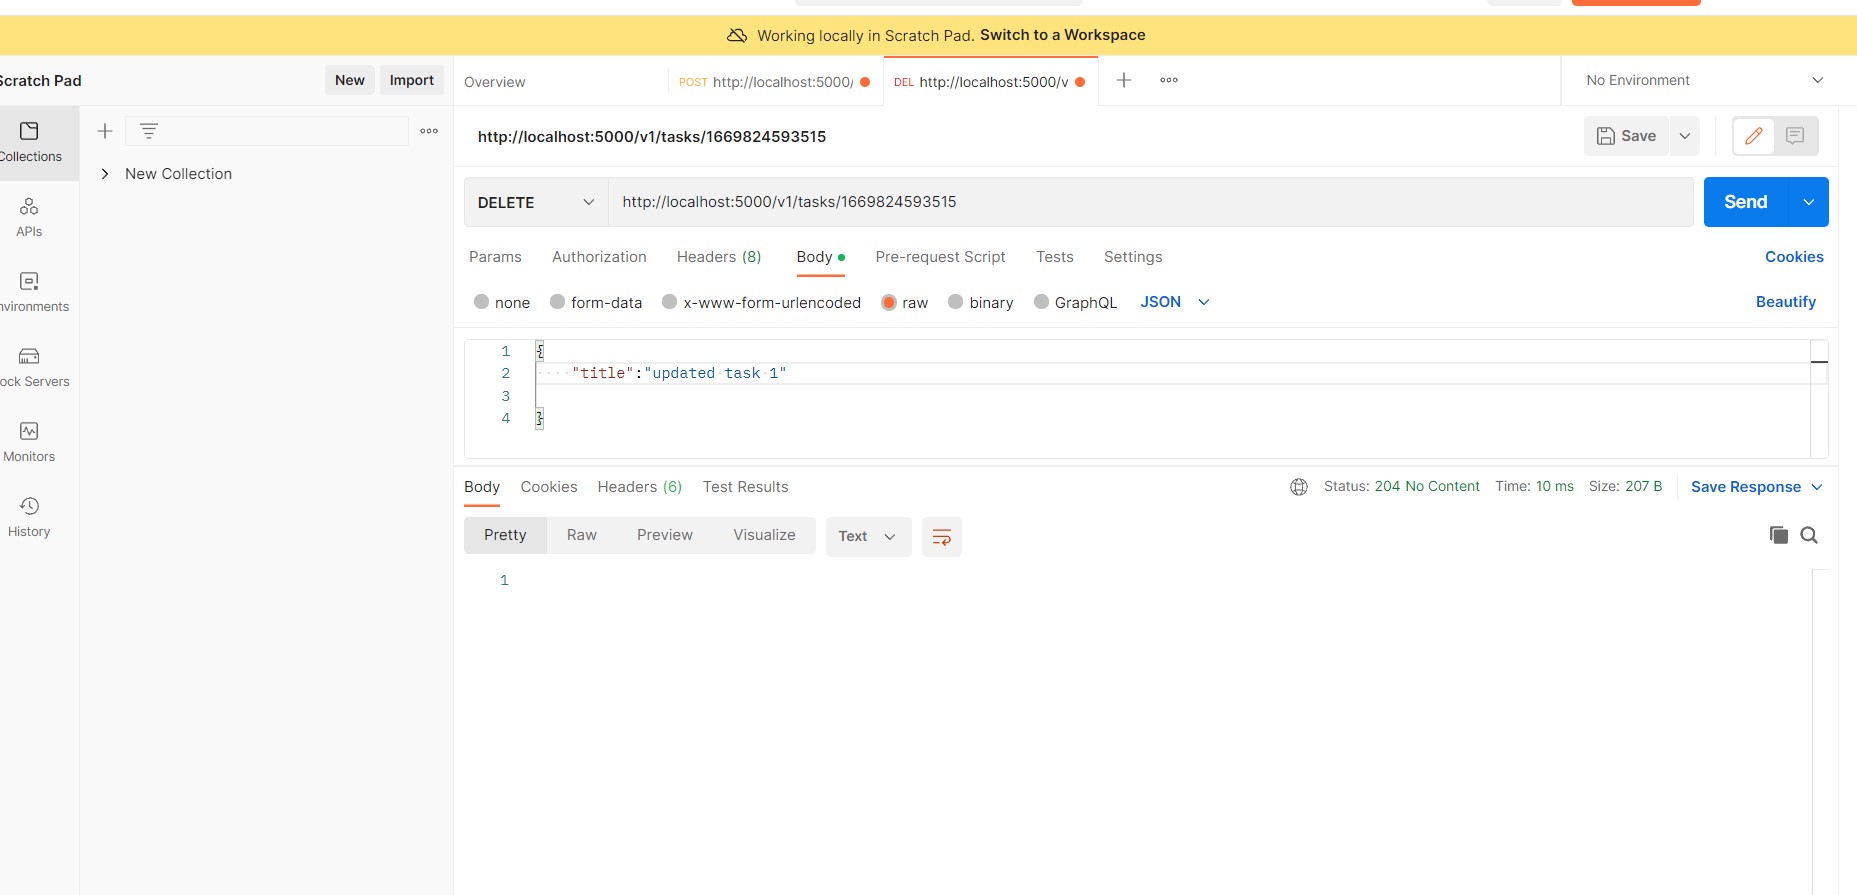 Working locally in Scratch Pad. Switch to a Workspace
Scratch Pad
New
Import
Overview
POST http://localhost:5000/
DEL http://localhost:5000/v
No Environment
http://localhost:5000/v1/tasks/1669824593515
Save
Collections
New Collection
APIs
nvironments
ock Servers
Monitors
History
DELETE
http://localhost:5000/v1/tasks/1669824593515
Send
Params Authorization Headers (8) Body Pre-request Script Tests Settings Cookies
none form-data x-www-form-urlencoded raw binary GraphQL JSON Beautify
1 {
2 "title":"updated task 1"
3
4 }
Body Cookies Headers (6) Test Results Status: 204 No Content Time: 10 ms Size: 207 B Save Response
Pretty Raw Preview Visualize Text
1